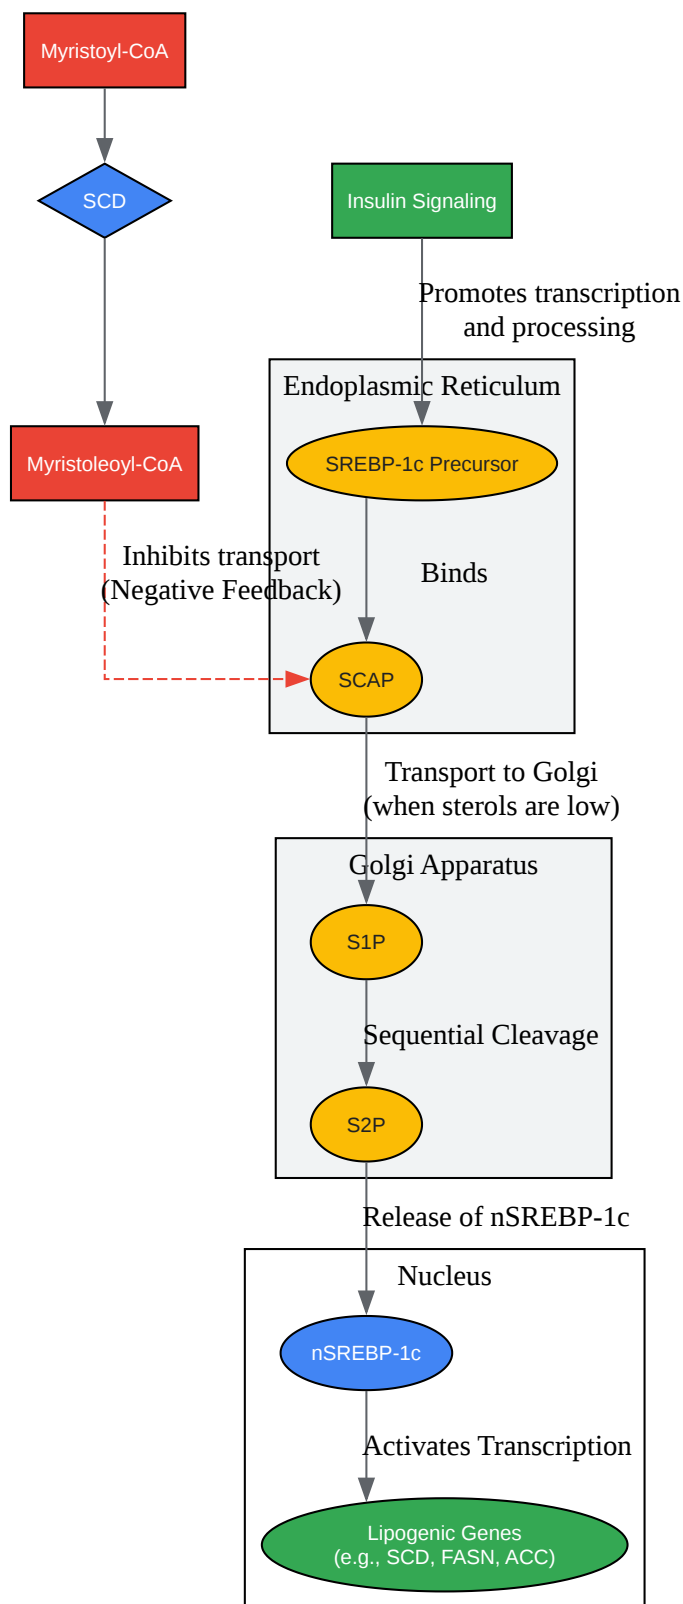 Myristoyl-CoA
SCD
Insulin Signaling
Promotes transcription
and processing
Endoplasmic Reticulum
Myristoleoyl-CoA
SREBP-1c Precursor
Inhibits transport
(Negative Feedback)
Binds
SCAP
Transport to Golgi
(when sterols are low)
Golgi Apparatus
S1P
Sequential Cleavage
S2P
Release of nSREBP-1c
Nucleus
nSREBP-1c
Activates Transcription
Lipogenic Genes
(e.g., SCD, FASN, ACC)